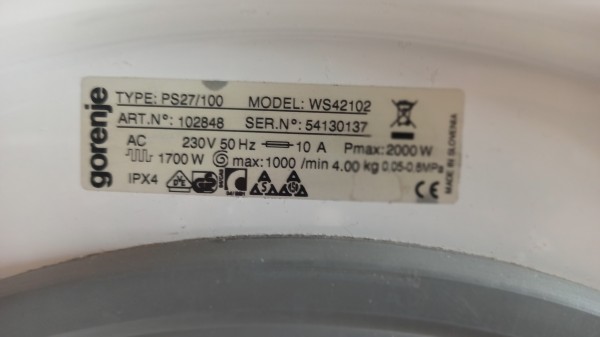 gorenje
TYPE: PS27/100 MODEL: WS42102
ART.N°: 102848 SER.N°: 54130137
AC 230V 50 Hz 10 A Pmax: 2000 W
1700 W max: 1000 /min 4.00 kg 0,05-0,8MPa
IPX4
CE
MADE IN SLOVENIA